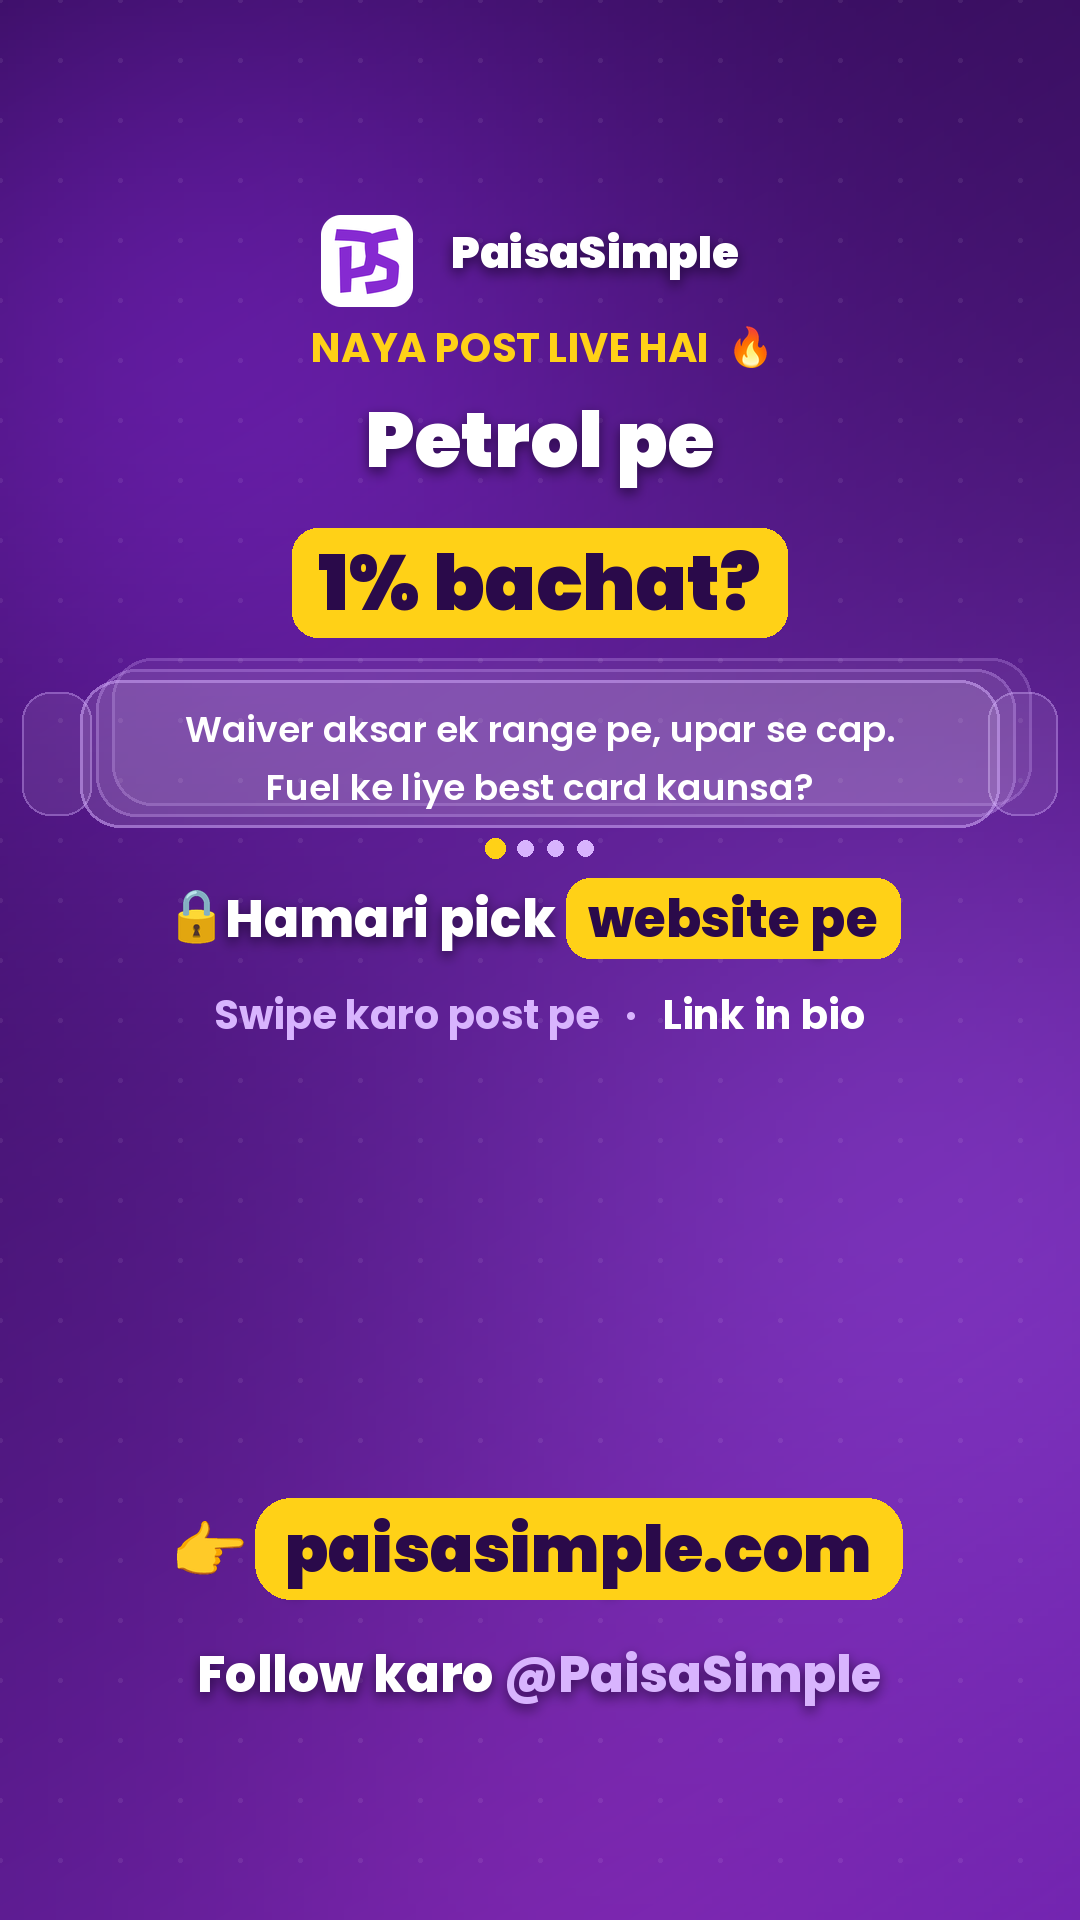 PS PaisaSimple
NAYA POST LIVE HAI 🔥
Petrol pe
1% bachat?
Waiver aksar ek range pe, upar se cap.
Fuel ke liye best card kaunsa?
🔒Hamari pick website pe
Swipe karo post pe • Link in bio
👉 paisasimple.com
Follow karo @PaisaSimple